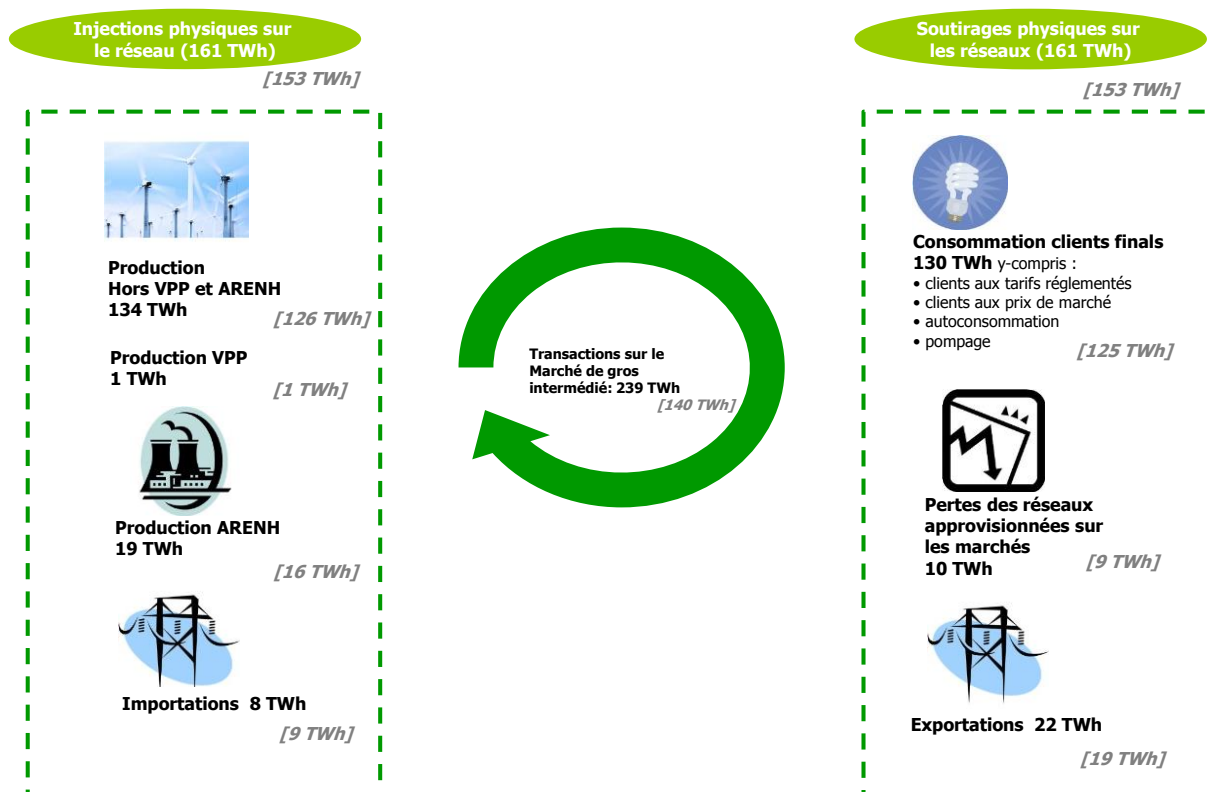 Injections physiques sur
le réseau (161 TWh)
[153 TWh]
Production
Hors VPP et ARENH
134 TWh
[126 TWh]
Production VPP
1 TWh
[1 TWh]
Production ARENH
19 TWh
[16 TWh]
Importations 8 TWh
[9 TWh]
Transactions sur le
Marché de gros
intermédié: 239 TWh
[140 TWh]
Soutirages physiques sur
les réseaux (161 TWh)
[153 TWh]
Consommation clients finals
130 TWh y-compris :
• clients aux tarifs réglementés
• clients aux prix de marché
• autoconsommation
• pompage
[125 TWh]
Pertes des réseaux
approvisionnées sur
les marchés
10 TWh
[9 TWh]
Exportations 22 TWh
[19 TWh]